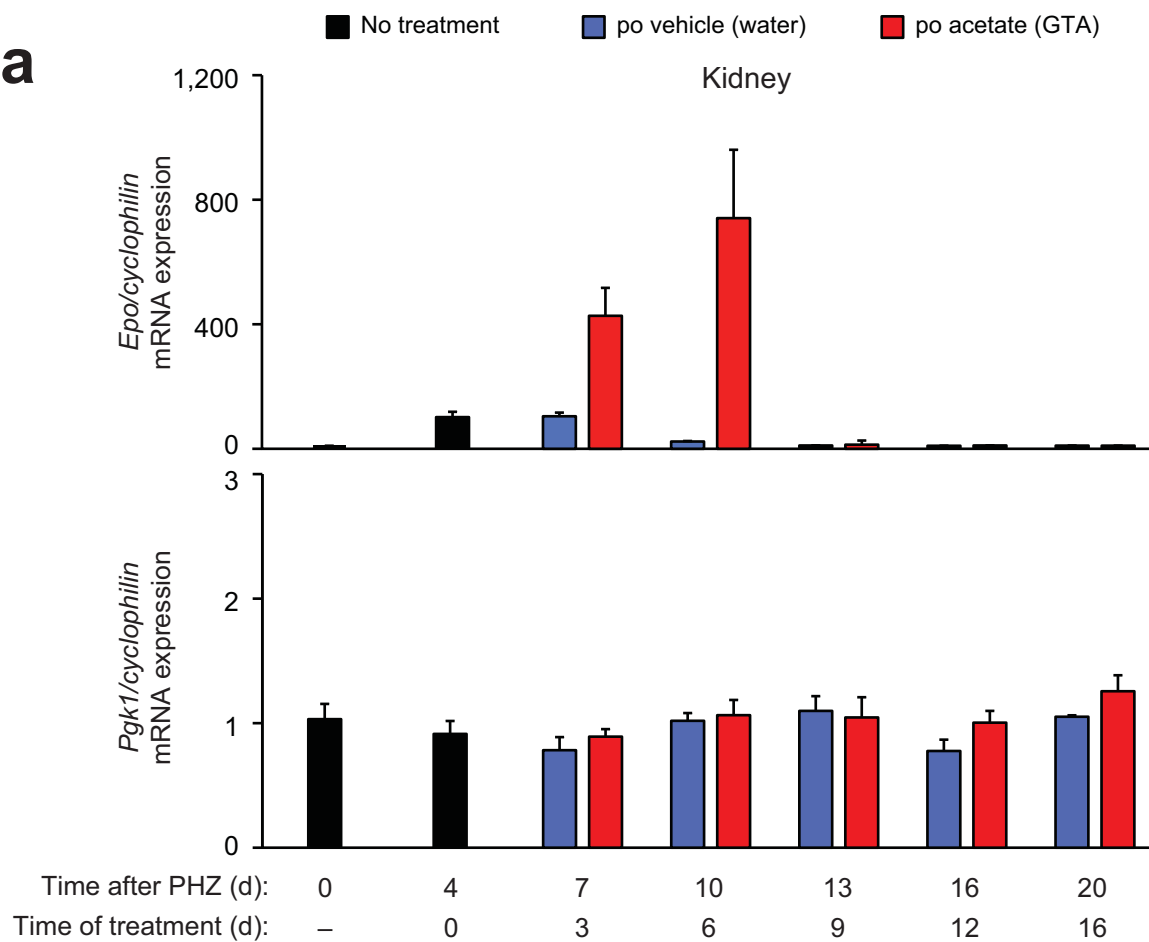 a
No treatment
po vehicle (water)
po acetate (GTA)
Kidney
Epo/cyclophilin
mRNA expression
1,200
800
400
0
Pgk1/cyclophilin
mRNA expression
3
2
1
0
Time after PHZ (d): 0 4 7 10 13 16 20
Time of treatment (d): – 0 3 6 9 12 16